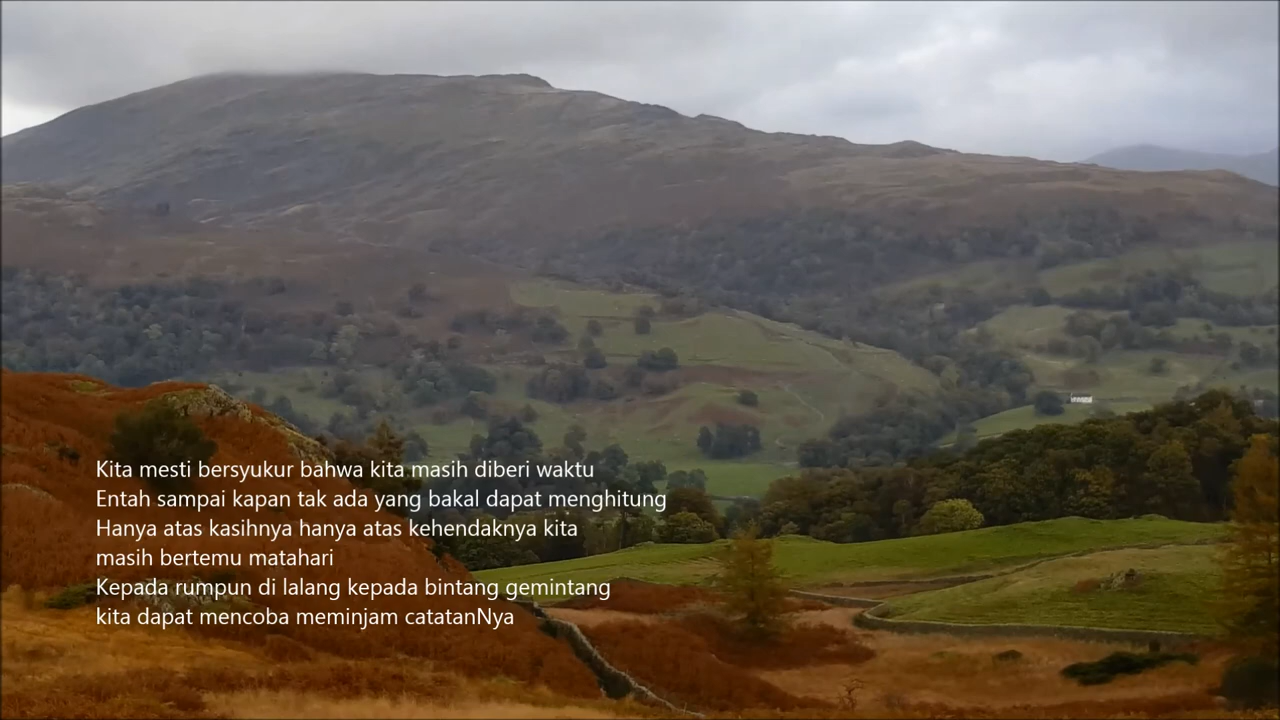 Kita mesti bersyukur bahwa kita masih diberi waktu
Entah sampai kapan tak ada yang bakal dapat menghitung
Hanya atas kasihnya hanya atas kehendaknya kita
masih bertemu matahari
Kepada rumpun di lalang kepada bintang gemintang
kita dapat mencoba meminjam catatanNya